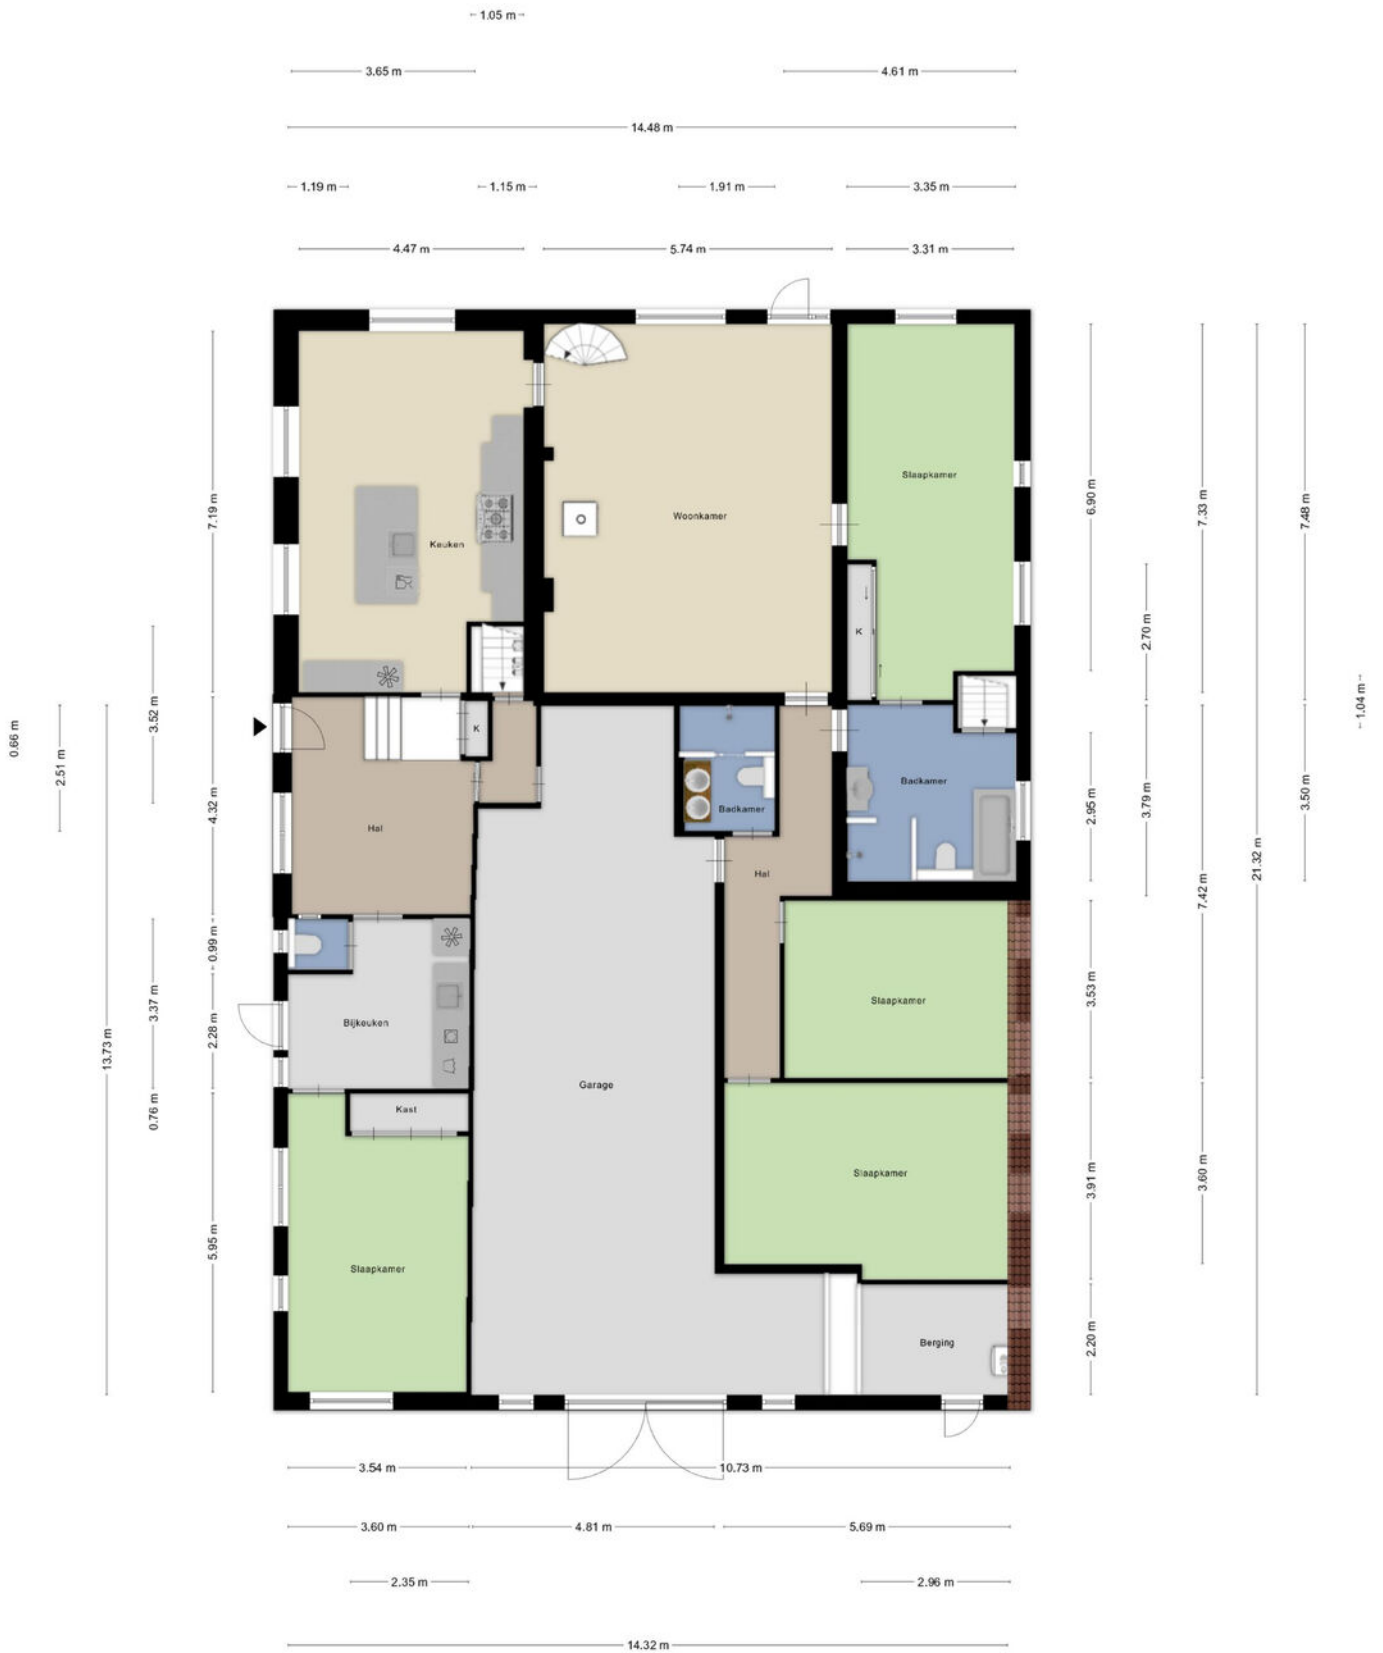 1.05 m
3.65 m
4.61 m
14.48 m
1.19 m
1.15 m
1.91 m
3.35 m
4.47 m
5.74 m
3.31 m
Slaapkamer
Woonkamer
Keuken
K
K
Badkamer
Badkamer
Hal
Hal
Slaapkamer
Bijkeuken
Garage
Kast
Slaapkamer
Slaapkamer
Berging
0.66 m
2.51 m
13.73 m
3.52 m
3.37 m
0.76 m
7.19 m
4.32 m
0.99 m
2.28 m
5.95 m
6.90 m
2.95 m
3.53 m
3.91 m
2.20 m
2.70 m
3.79 m
7.33 m
7.42 m
3.60 m
21.32 m
7.48 m
3.50 m
1.04 m
3.54 m
10.73 m
3.60 m
4.81 m
5.69 m
2.35 m
2.96 m
14.32 m